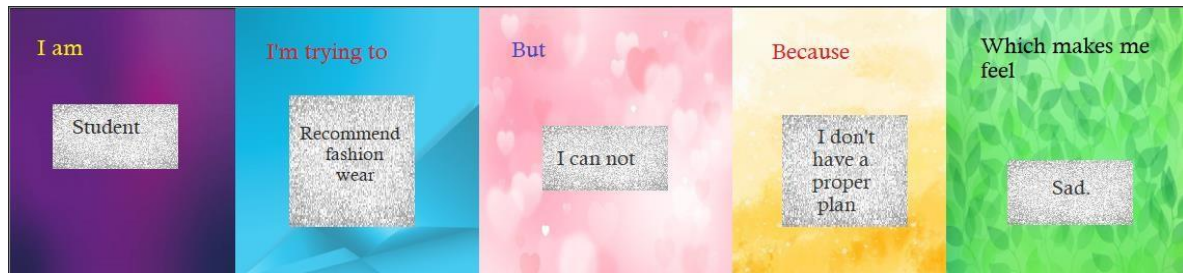 I am
Student
I'm trying to
Recommend
fashion
wear
But
I can not
Because
I don't
have a
proper
plan
Which makes me
feel
Sad.